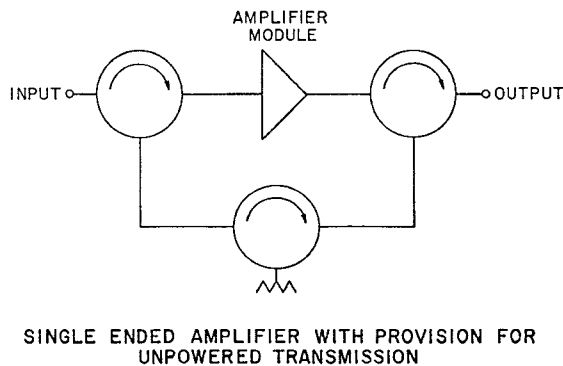 AMPLIFIER
MODULE
INPUT
OUTPUT
SINGLE ENDED AMPLIFIER WITH PROVISION FOR
UNPOWERED TRANSMISSION